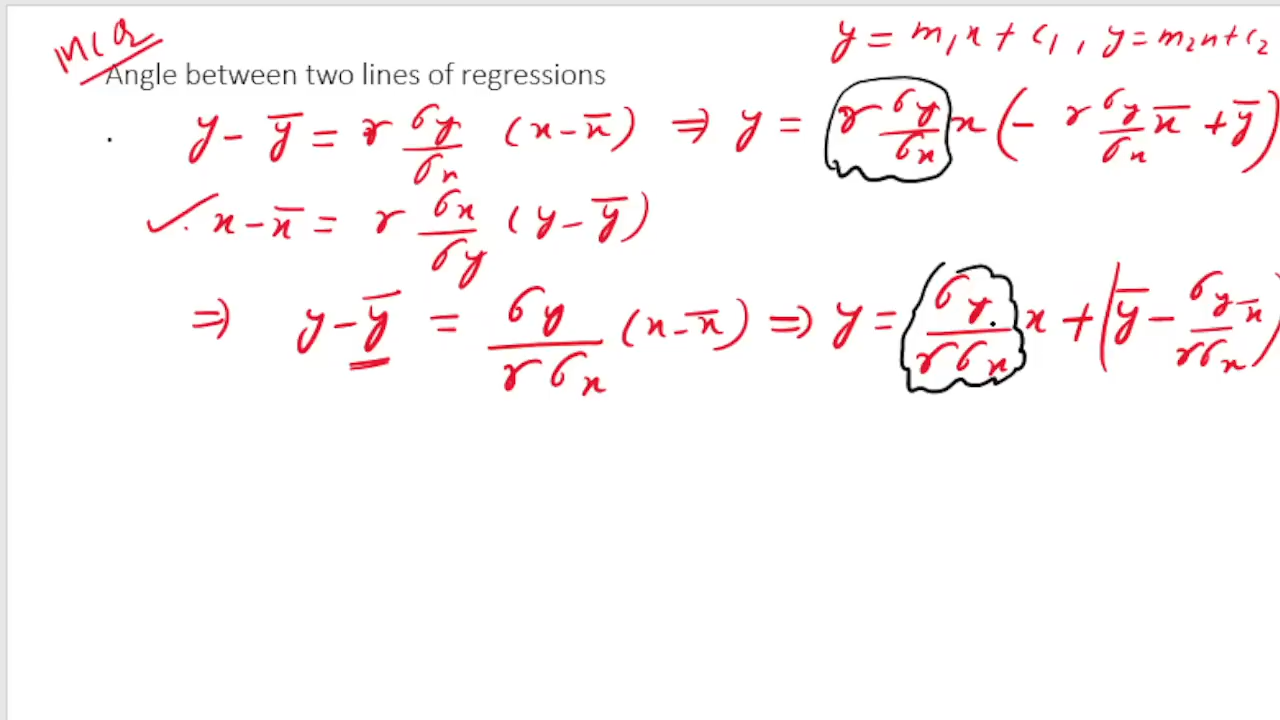 MCQ
y = m₁x + c₁, y = m₂x + c₂
Angle between two lines of regressions
. y - ȳ = r σy/σx (x - x̄) ⇒ y = r σy/σx x (- r σy/σx x̄ + ȳ)
✓. x - x̄ = r σx/σy (y - ȳ)
⇒ y - ȳ = σy/rσx (x - x̄) ⇒ y = σy/rσx x + (ȳ - σy x̄/rσx)